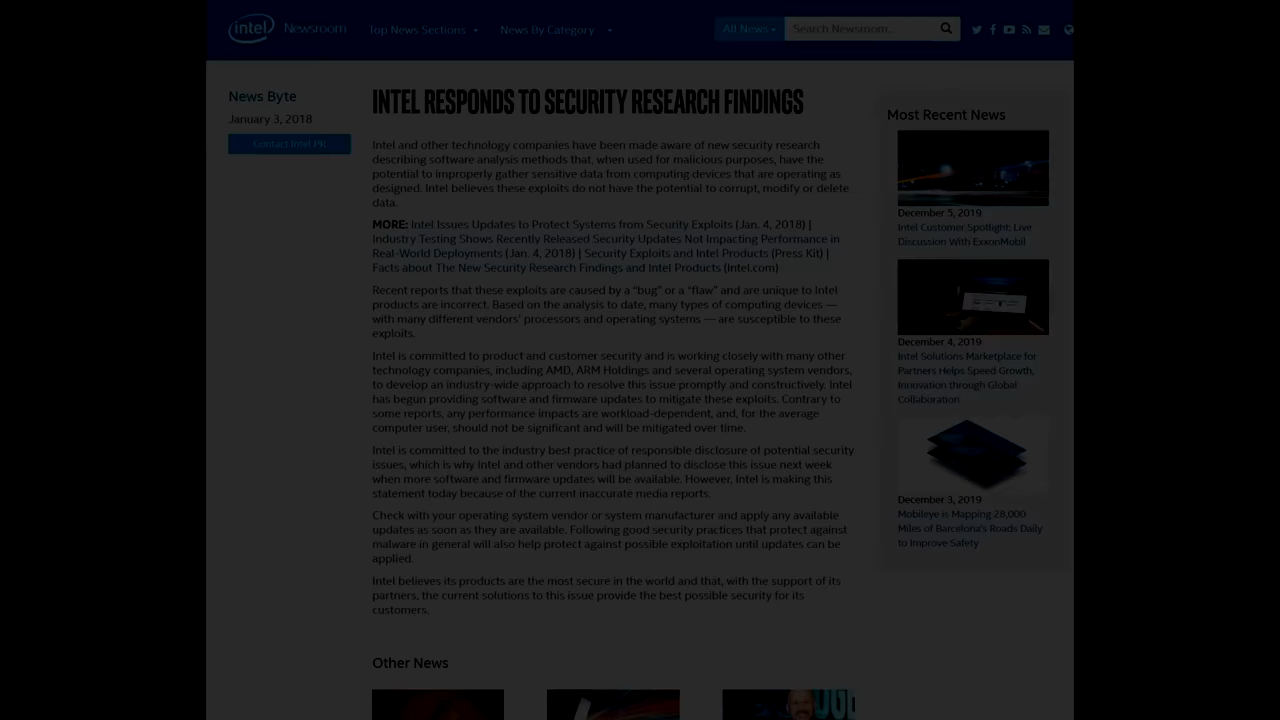 intel Newsroom Top News Sections News By Category All News Search Newsroom...
News Byte
January 3, 2018
Contact Intel PR
INTEL RESPONDS TO SECURITY RESEARCH FINDINGS
Intel and other technology companies have been made aware of new security research
describing software analysis methods that, when used for malicious purposes, have the
potential to improperly gather sensitive data from computing devices that are operating as
designed. Intel believes these exploits do not have the potential to corrupt, modify or delete
data.
MORE: Intel Issues Updates to Protect Systems from Security Exploits (Jan. 4, 2018) |
Industry Testing Shows Recently Released Security Updates Not Impacting Performance in
Real-World Deployments (Jan. 4, 2018) | Security Exploits and Intel Products (Press Kit) |
Facts about The New Security Research Findings and Intel Products (Intel.com)
Recent reports that these exploits are caused by a “bug” or a “flaw” and are unique to Intel
products are incorrect. Based on the analysis to date, many types of computing devices —
with many different vendors’ processors and operating systems — are susceptible to these
exploits.
Intel is committed to product and customer security and is working closely with many other
technology companies, including AMD, ARM Holdings and several operating system vendors,
to develop an industry-wide approach to resolve this issue promptly and constructively. Intel
has begun providing software and firmware updates to mitigate these exploits. Contrary to
some reports, any performance impacts are workload-dependent, and, for the average
computer user, should not be significant and will be mitigated over time.
Intel is committed to the industry best practice of responsible disclosure of potential security
issues, which is why Intel and other vendors had planned to disclose this issue next week
when more software and firmware updates will be available. However, Intel is making this
statement today because of the current inaccurate media reports.
Check with your operating system vendor or system manufacturer and apply any available
updates as soon as they are available. Following good security practices that protect against
malware in general will also help protect against possible exploitation until updates can be
applied.
Intel believes its products are the most secure in the world and that, with the support of its
partners, the current solutions to this issue provide the best possible security for its
customers.
Other News
Most Recent News
December 5, 2019
Intel Customer Spotlight: Live
Discussion With ExxonMobil
December 4, 2019
Intel Solutions Marketplace for
Partners Helps Speed Growth,
Innovation through Global
Collaboration
December 3, 2019
Mobileye is Mapping 28,000
Miles of Barcelona's Roads Daily
to Improve Safety